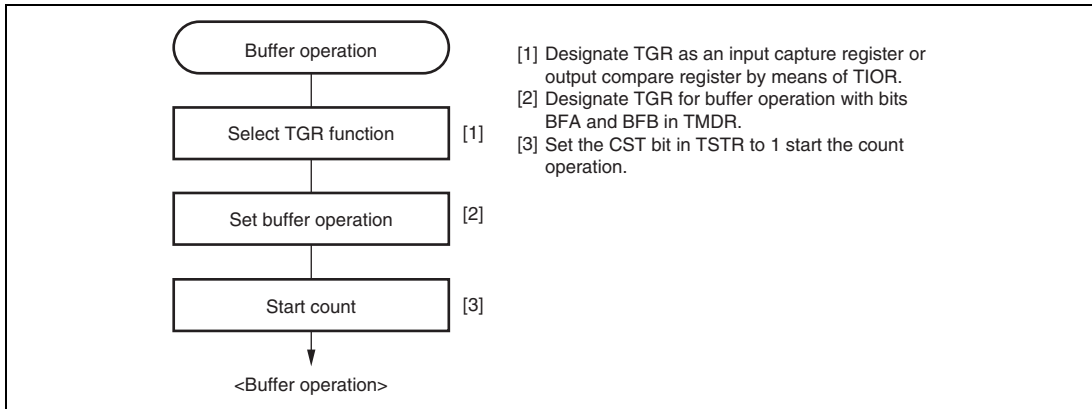 Buffer operation
Select TGR function
[1]
Set buffer operation
[2]
Start count
[3]
<Buffer operation>
[1] Designate TGR as an input capture register or
output compare register by means of TIOR.
[2] Designate TGR for buffer operation with bits
BFA and BFB in TMDR.
[3] Set the CST bit in TSTR to 1 start the count
operation.